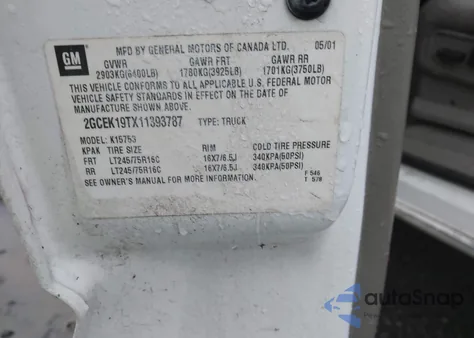 GM
MFD BY GENERAL MOTORS OF CANADA LTD. 05/01
GVWR GAWR FRT GAWR RR
2903KG(6400LB) 1780KG(3925LB) 1701KG(3750LB)
THIS VEHICLE CONFORMS TO ALL APPLICABLE U.S. FEDERAL MOTOR
VEHICLE SAFETY STANDARDS IN EFFECT ON THE DATE OF
MANUFACTURE SHOWN ABOVE.
2GCEK19TX11393787 TYPE: TRUCK
MODEL: K15753
KPAK TIRE SIZE RIM COLD TIRE PRESSURE
FRT LT245/75R16C 16X7/6.5J 340KPA(50PSI)
RR LT245/75R16C 16X7/6.5J 340KPA(50PSI)
SEE OWNER'S MANUAL FOR MORE INFORMATION.
F 546
T 578
autoSnap